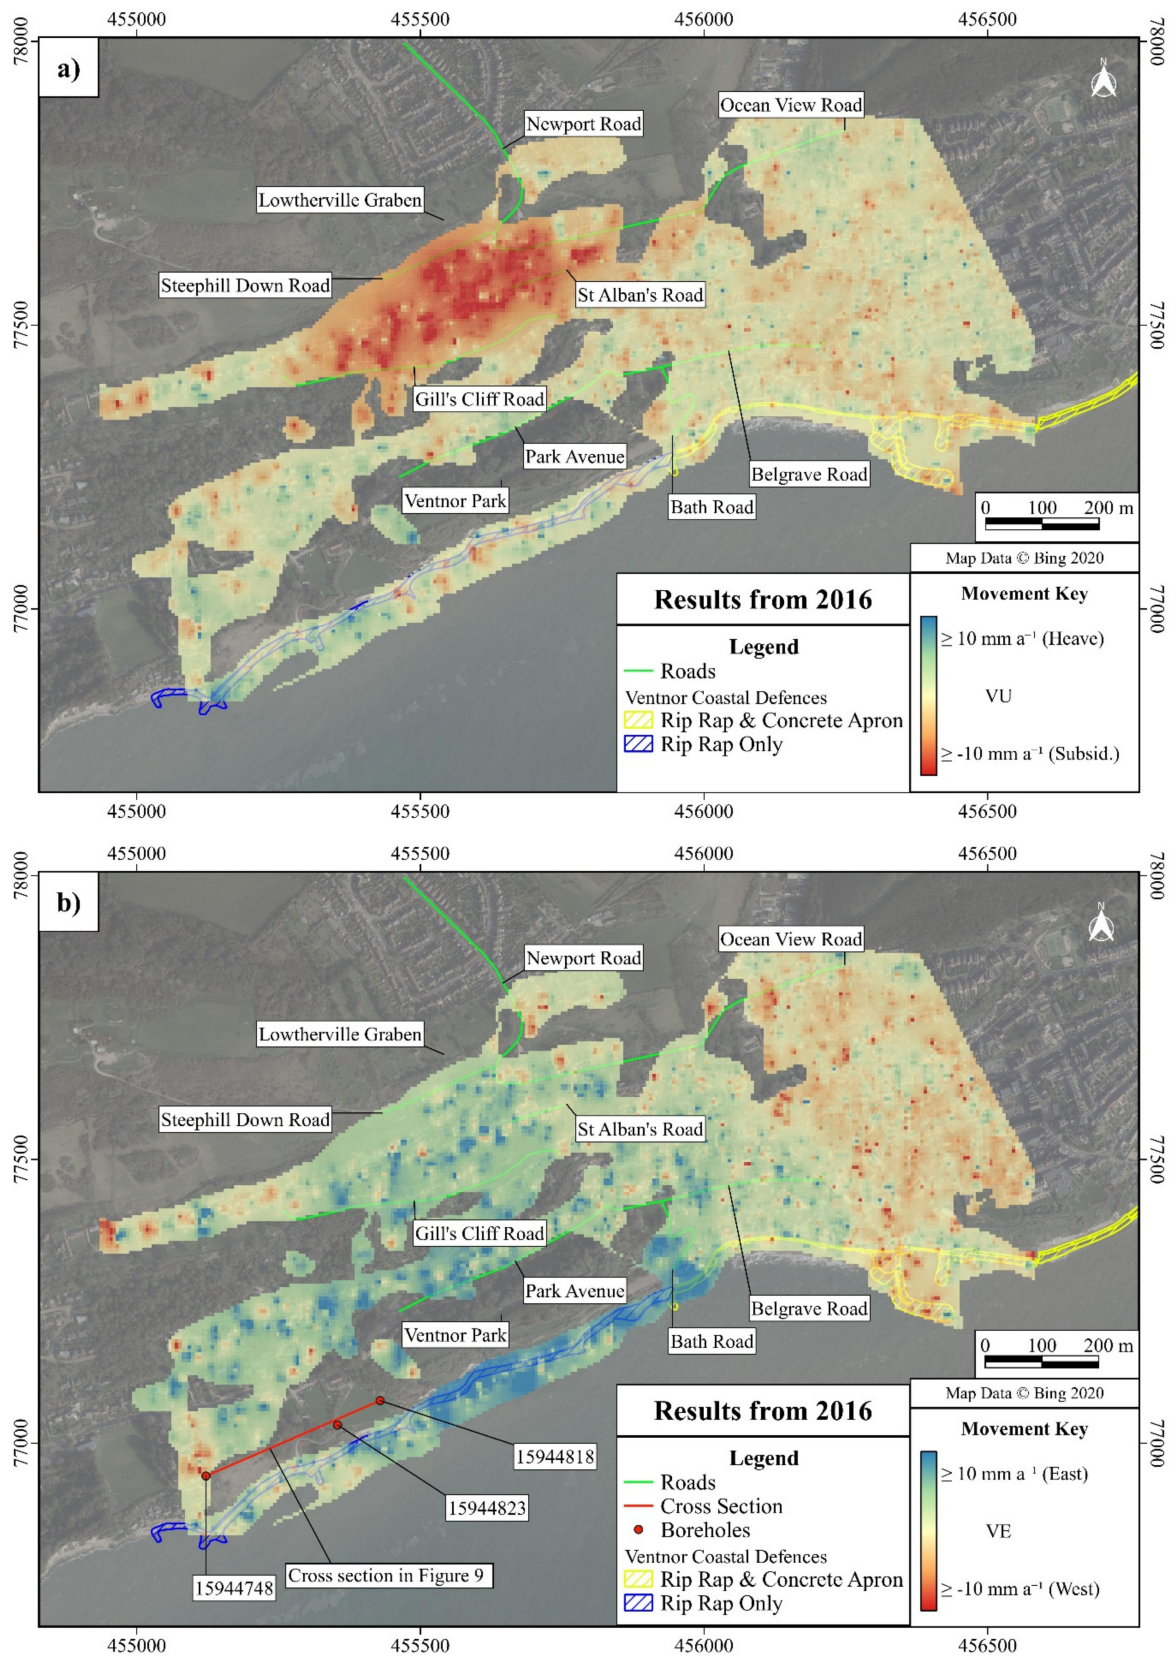 455000
455500
456000
456500
78000
78000
a)
N
Ocean View Road
Newport Road
Lowtherville Graben
Steephill Down Road
St Alban's Road
77500
77500
Gill's Cliff Road
Park Avenue
Belgrave Road
Ventnor Park
Bath Road
0 100 200 m
Map Data © Bing 2020
77000
77000
Results from 2016
Legend
Roads
Ventnor Coastal Defences
Rip Rap & Concrete Apron
Rip Rap Only
Movement Key
≥ 10 mm a⁻¹ (Heave)
VU
≥ -10 mm a⁻¹ (Subsid.)
455000
455500
456000
456500
455000
455500
456000
456500
78000
78000
b)
N
Ocean View Road
Newport Road
Lowtherville Graben
Steephill Down Road
St Alban's Road
77500
77500
Gill's Cliff Road
Park Avenue
Belgrave Road
Ventnor Park
Bath Road
0 100 200 m
Map Data © Bing 2020
77000
77000
15944818
15944823
15944748
Cross section in Figure 9
Results from 2016
Legend
Roads
Cross Section
Boreholes
Ventnor Coastal Defences
Rip Rap & Concrete Apron
Rip Rap Only
Movement Key
≥ 10 mm a⁻¹ (East)
VE
≥ -10 mm a⁻¹ (West)
455000
455500
456000
456500